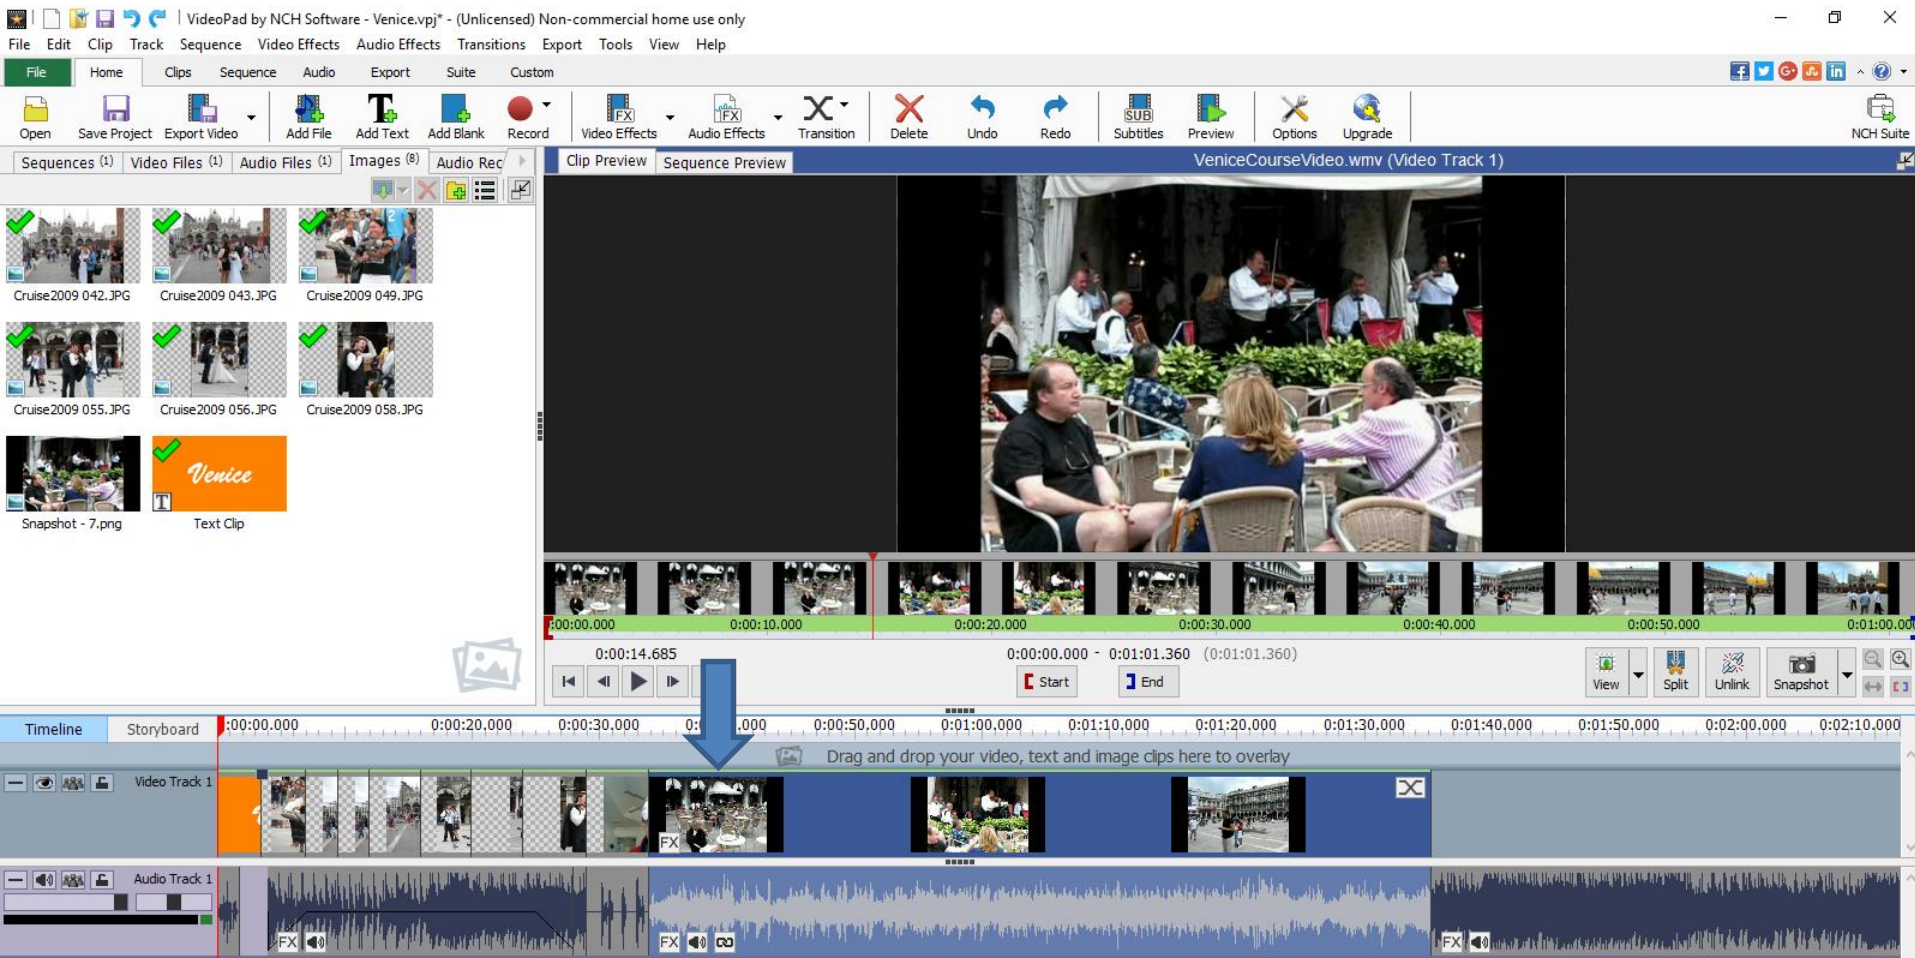 VideoPad by NCH Software - Venice.vpj* - (Unlicensed) Non-commercial home use only
File Edit Clip Track Sequence Video Effects Audio Effects Transitions Export Tools View Help
File Home Clips Sequence Audio Export Suite Custom
Open Save Project Export Video Add File Add Text Add Blank Record Video Effects Audio Effects Transition Delete Undo Redo Subtitles Preview Options Upgrade NCH Suite
Sequences (1) Video Files (1) Audio Files (1) Images (8) Audio Rec
Clip Preview Sequence Preview VeniceCourseVideo.wmv (Video Track 1)
Cruise2009 042.JPG Cruise2009 043.JPG Cruise2009 049.JPG
Cruise2009 055.JPG Cruise2009 056.JPG Cruise2009 058.JPG
Venice
Snapshot - 7.png Text Clip
:00:00.000 0:00:10.000 0:00:20.000 0:00:30.000 0:00:40.000 0:00:50.000 0:01:00.00
0:00:14.685 0:00:00.000 - 0:01:01.360 (0:01:01.360)
Start End View Split Unlink Snapshot
Timeline Storyboard :00:00.000 0:00:20.000 0:00:30.000 0: .000 0:00:50.000 0:01:00.000 0:01:10.000 0:01:20.000 0:01:30.000 0:01:40.000 0:01:50.000 0:02:00.000 0:02:10.000
Drag and drop your video, text and image clips here to overlay
Video Track 1
FX
Audio Track 1
FX FX FX